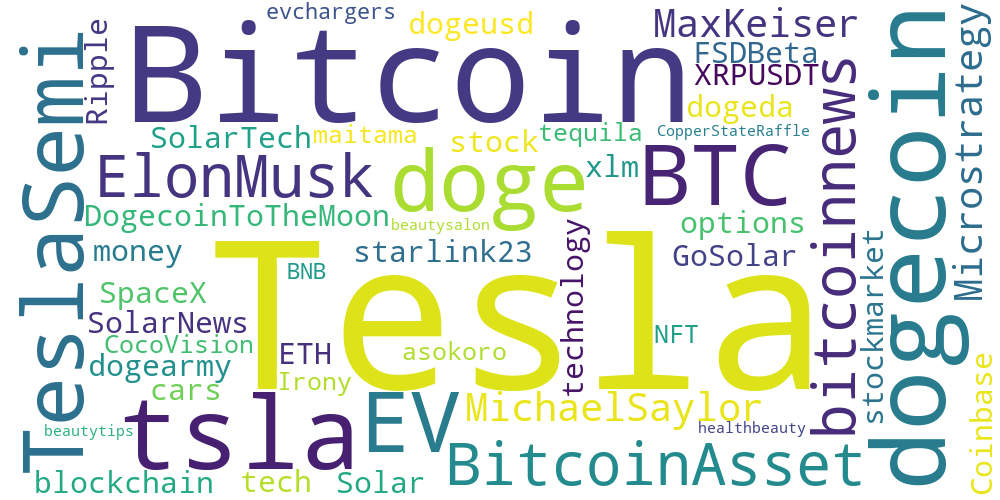 evchargers
dogeusd
MaxKeiser
Bitcoin
FSDBeta
XRPUSDT
Ripple
dogeda
SolarTech
maitama
stock
tequila
CopperStateRaffle
ElonMusk
doge
xlm
BTC
DogecoinToTheMoon
beautysalon
options
money
starlink23
GoSolar
BNB
Tesla
technology
SpaceX
SolarNews
CocoVision
ETH
asokoro
NFT
dogearmy
cars
Irony
tsla
EV
MichaelSaylor
beautytips
healthbeauty
BitcoinAsset
blockchain
tech
Solar
TeslaSemi
bitcoinnews
stockmarket
dogecoin
Microstrategy
Coinbase